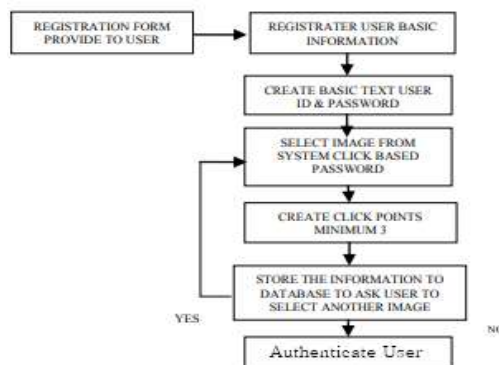 REGISTRATION FORM
PROVIDE TO USER
REGISTRATER USER BASIC
INFORMATION
CREATE BASIC TEXT USER
ID & PASSWORD
SELECT IMAGE FROM
SYSTEM CLICK BASED
PASSWORD
CREATE CLICK POINTS
MINIMUM 3
STORE THE INFORMATION TO
DATABASE TO ASK USER TO
SELECT ANOTHER IMAGE
YES
NO
Authenticate User